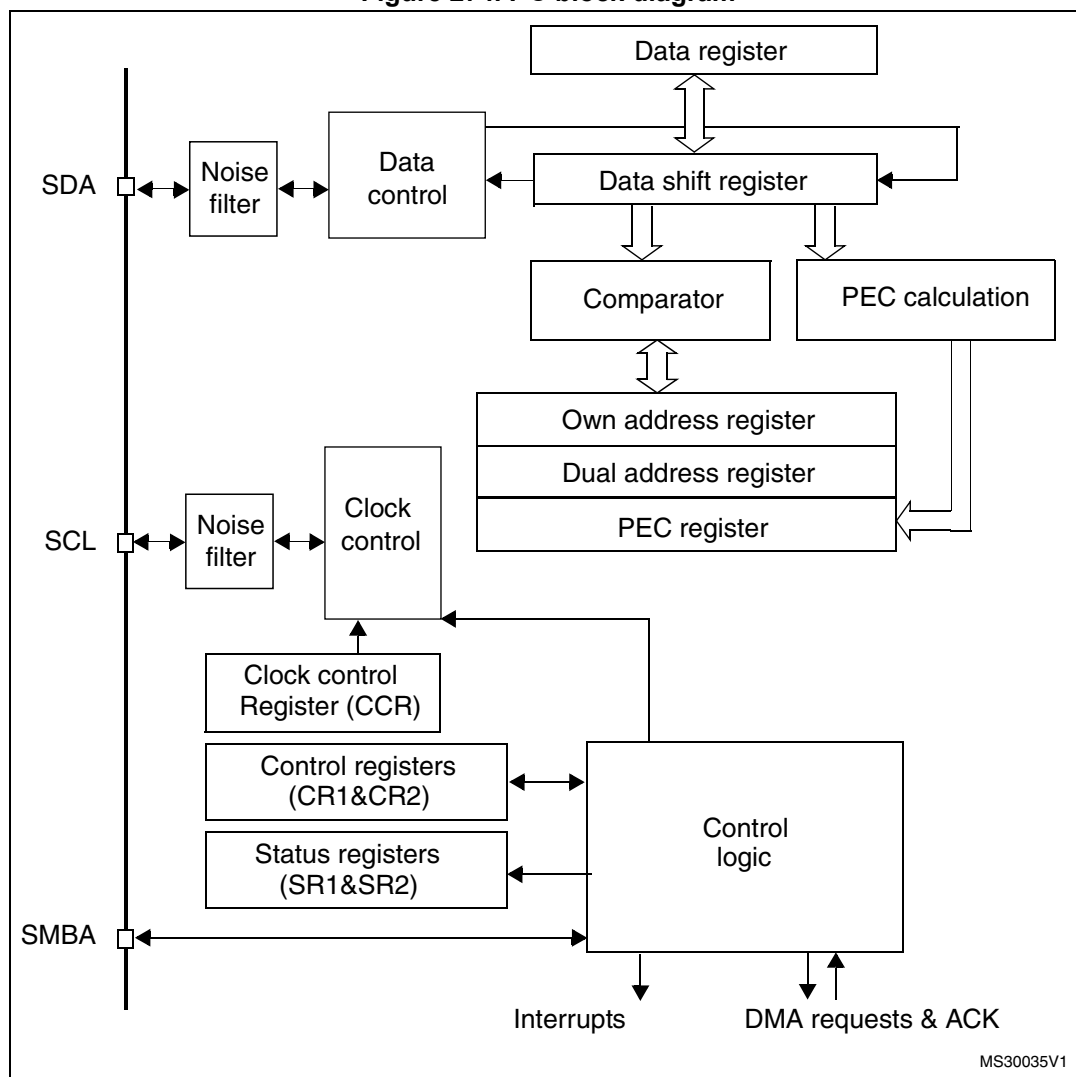 Data register
Data
control
Noise
filter
SDA
Data shift register
Comparator
PEC calculation
Own address register
Dual address register
PEC register
Clock
control
Noise
filter
SCL
Clock control
Register (CCR)
Control registers
(CR1&CR2)
Status registers
(SR1&SR2)
Control
logic
SMBA
Interrupts
DMA requests & ACK
MS30035V1